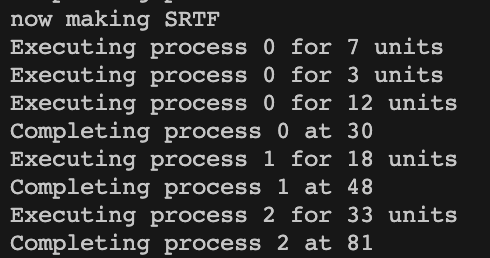 now making SRTF
Executing process 0 for 7 units
Executing process 0 for 3 units
Executing process 0 for 12 units
Completing process 0 at 30
Executing process 1 for 18 units
Completing process 1 at 48
Executing process 2 for 33 units
Completing process 2 at 81